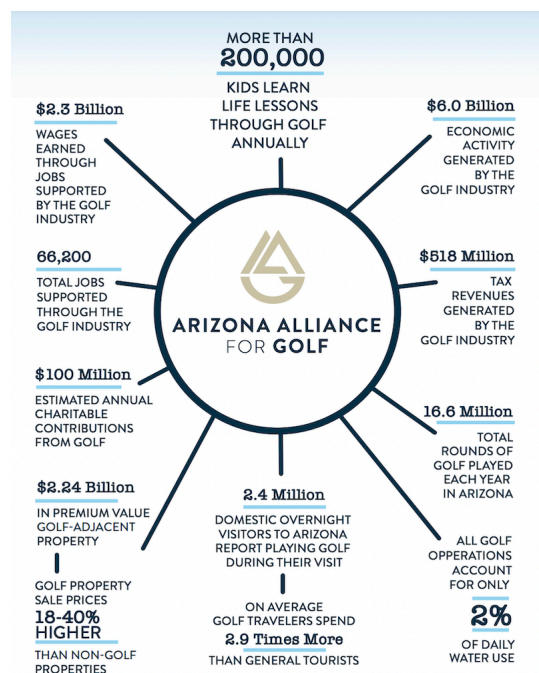 MORE THAN
200,000
KIDS LEARN
LIFE LESSONS
THROUGH GOLF
ANNUALLY
$2.3 Billion
WAGES
EARNED
THROUGH
JOBS
SUPPORTED
BY THE GOLF
INDUSTRY
$6.0 Billion
ECONOMIC
ACTIVITY
GENERATED
BY THE
GOLF INDUSTRY
66,200
TOTAL JOBS
SUPPORTED
THROUGH THE
GOLF INDUSTRY
$518 Million
TAX
REVENUES
GENERATED
BY THE
GOLF INDUSTRY
ARIZONA ALLIANCE
FOR GOLF
$100 Million
ESTIMATED ANNUAL
CHARITABLE
CONTRIBUTIONS
FROM GOLF
16.6 Million
TOTAL
ROUNDS OF
GOLF PLAYED
EACH YEAR
IN ARIZONA
$2.24 Billion
IN PREMIUM VALUE
GOLF-ADJACENT
PROPERTY
GOLF PROPERTY
SALE PRICES
18-40%
HIGHER
THAN NON-GOLF
PROPERTIES
2.4 Million
DOMESTIC OVERNIGHT
VISITORS TO ARIZONA
REPORT PLAYING GOLF
DURING THEIR VISIT
ON AVERAGE
GOLF TRAVELERS SPEND
2.9 Times More
THAN GENERAL TOURISTS
ALL GOLF
OPPERATIONS
ACCOUNT
FOR ONLY
2%
OF DAILY
WATER USE